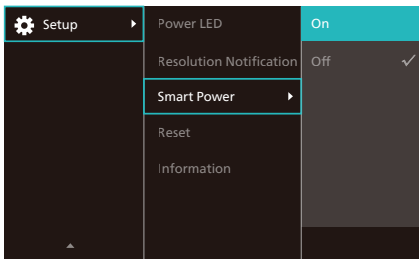 Setup
Power LED
Resolution Notification
Smart Power
Reset
Information
On
Off